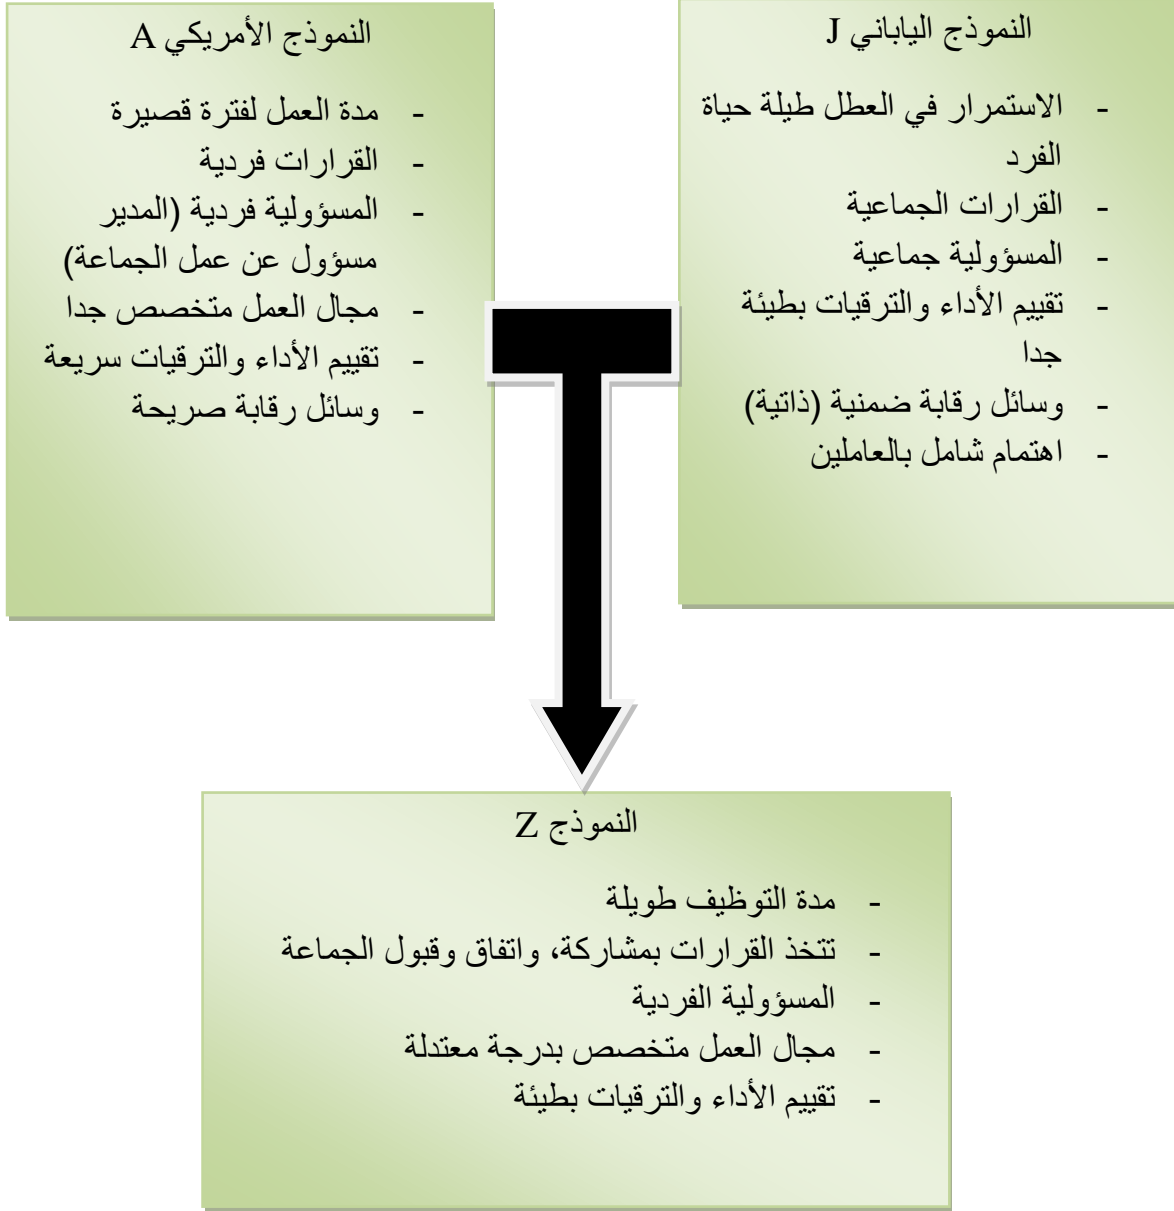 النموذج الياباني J
- الاستمرار في العطل طيلة حياة
الفرد
- القرارات الجماعية
- المسؤولية جماعية
- تقييم الأداء والترقيات بطيئة
جدا
- وسائل رقابة ضمنية (ذاتية)
- اهتمام شامل بالعاملين
النموذج الأمريكي A
- مدة العمل لفترة قصيرة
- القرارات فردية
- المسؤولية فردية (المدير
مسؤول عن عمل الجماعة)
- مجال العمل متخصص جدا
- تقييم الأداء والترقيات سريعة
- وسائل رقابة صريحة
النموذج Z
- مدة التوظيف طويلة
- تتخذ القرارات بمشاركة، واتفاق وقبول الجماعة
- المسؤولية الفردية
- مجال العمل متخصص بدرجة معتدلة
- تقييم الأداء والترقيات بطيئة